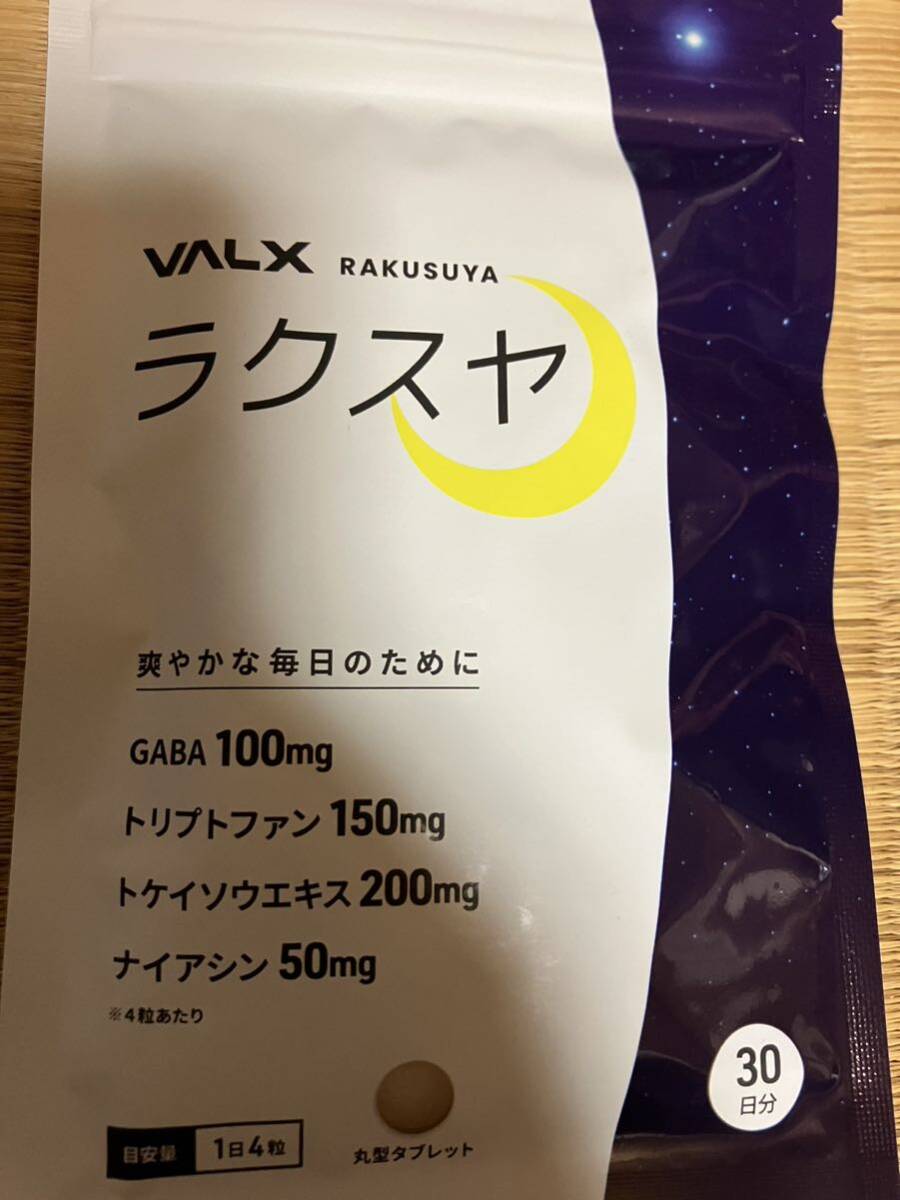 VALX RAKUSUYA
ラクスヤ
爽やかな毎日のために
GABA 100mg
トリプトファン 150mg
トケイソウエキス 200mg
ナイアシン 50mg
※4粒あたり
目安量 1日4粒
丸型タブレット
30
日分